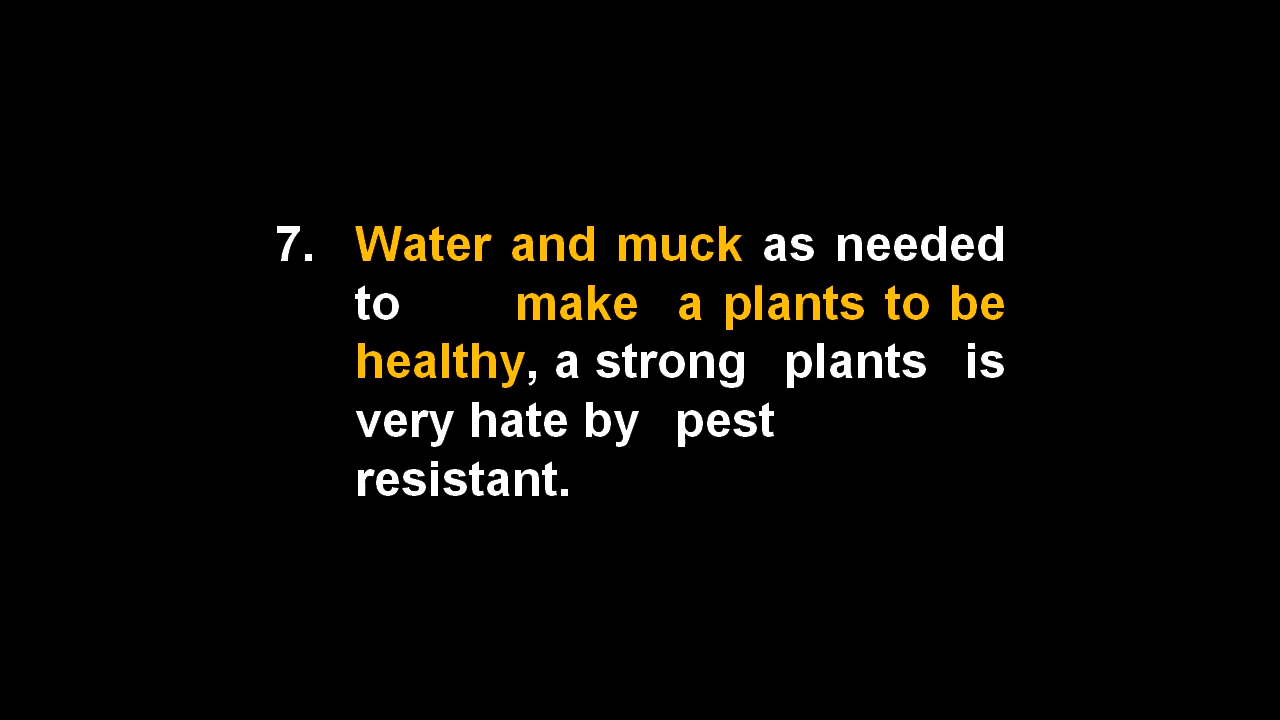 7. Water and muck as needed
to make a plants to be
healthy, a strong plants is
very hate by pest
resistant.